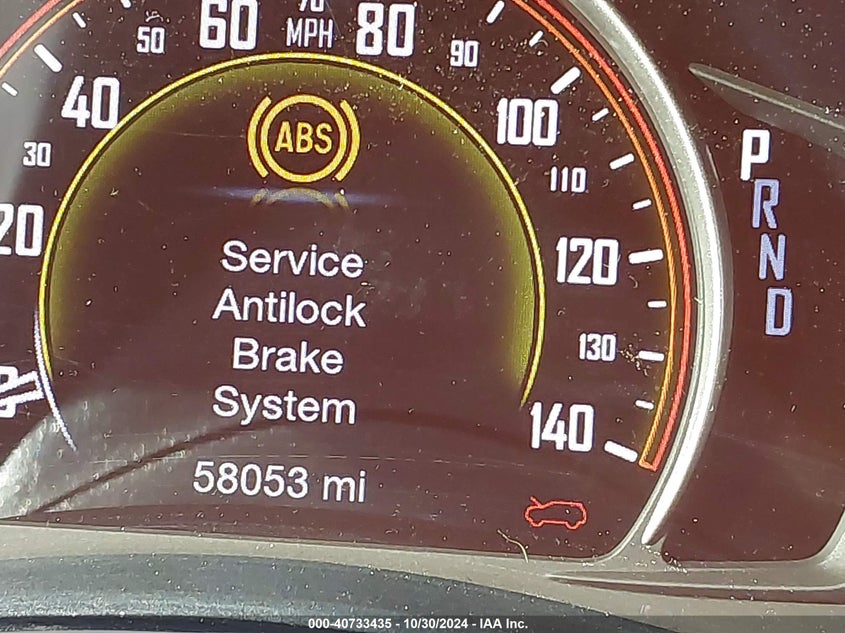 50
60
MPH
80
90
40
ABS
100
30
110
P
R
N
D
20
120
Service
Antilock
Brake
System
130
140
58053 mi
000-40733435 - 10/30/2024 - IAA Inc.